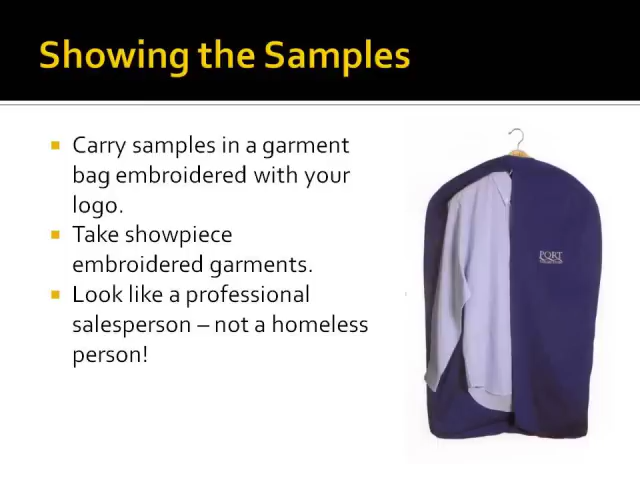 Showing the Samples
Carry samples in a garment
bag embroidered with your
logo.
Take showpiece
embroidered garments.
Look like a professional
salesperson – not a homeless
person!
PORT